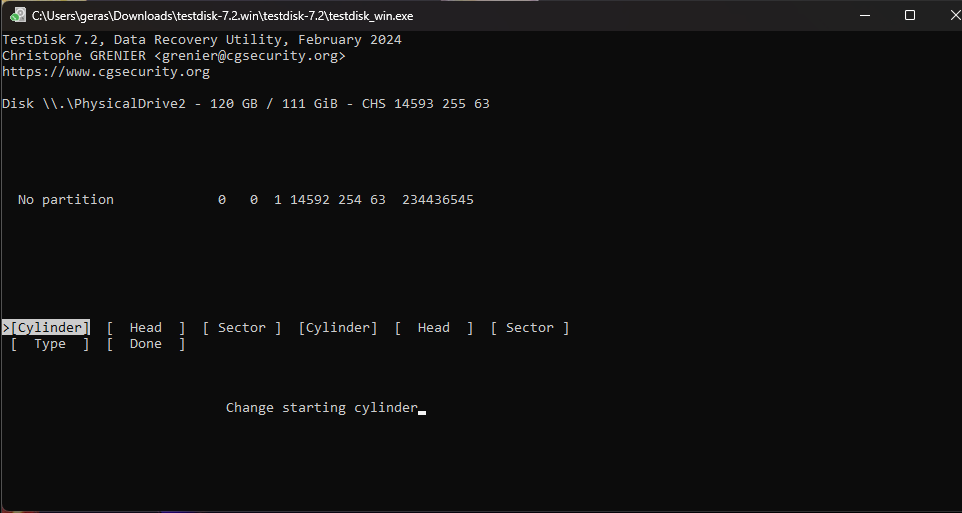 C:\Users\geras\Downloads\testdisk-7.2.win\testdisk-7.2\testdisk_win.exe
TestDisk 7.2, Data Recovery Utility, February 2024
Christophe GRENIER <grenier@cgsecurity.org>
https://www.cgsecurity.org
Disk \\.\PhysicalDrive2 - 120 GB / 111 GiB - CHS 14593 255 63
No partition             0   0  1 14592 254 63  234436545
>[Cylinder]  [  Head  ]  [ Sector ]  [Cylinder]  [  Head  ]  [ Sector ]
[  Type  ]  [  Done  ]
Change starting cylinder